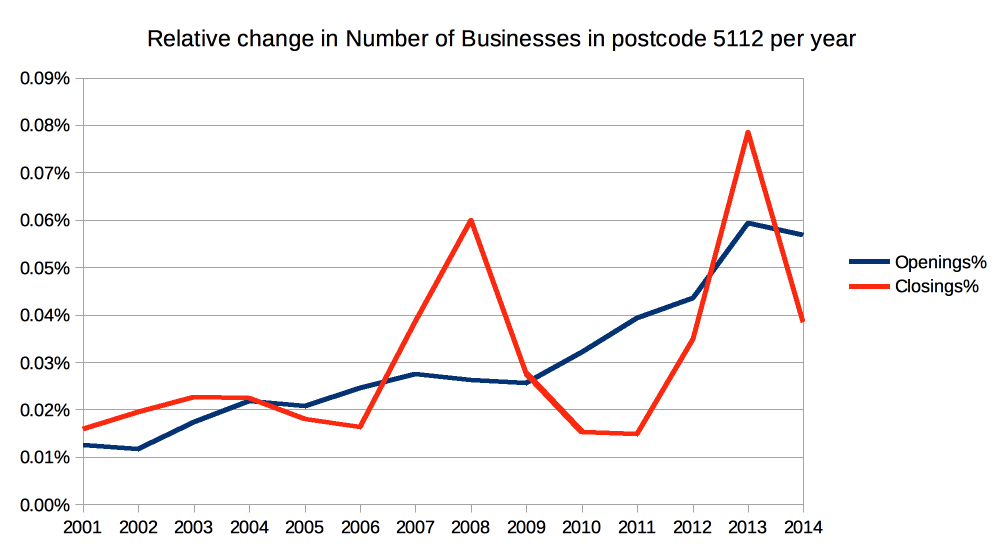 Relative change in Number of Businesses in postcode 5112 per year
0.09%
0.08%
0.07%
0.06%
0.05%
0.04%
0.03%
0.02%
0.01%
0.00%
2001 2002 2003 2004 2005 2006 2007 2008 2009 2010 2011 2012 2013 2014
Openings%
Closings%